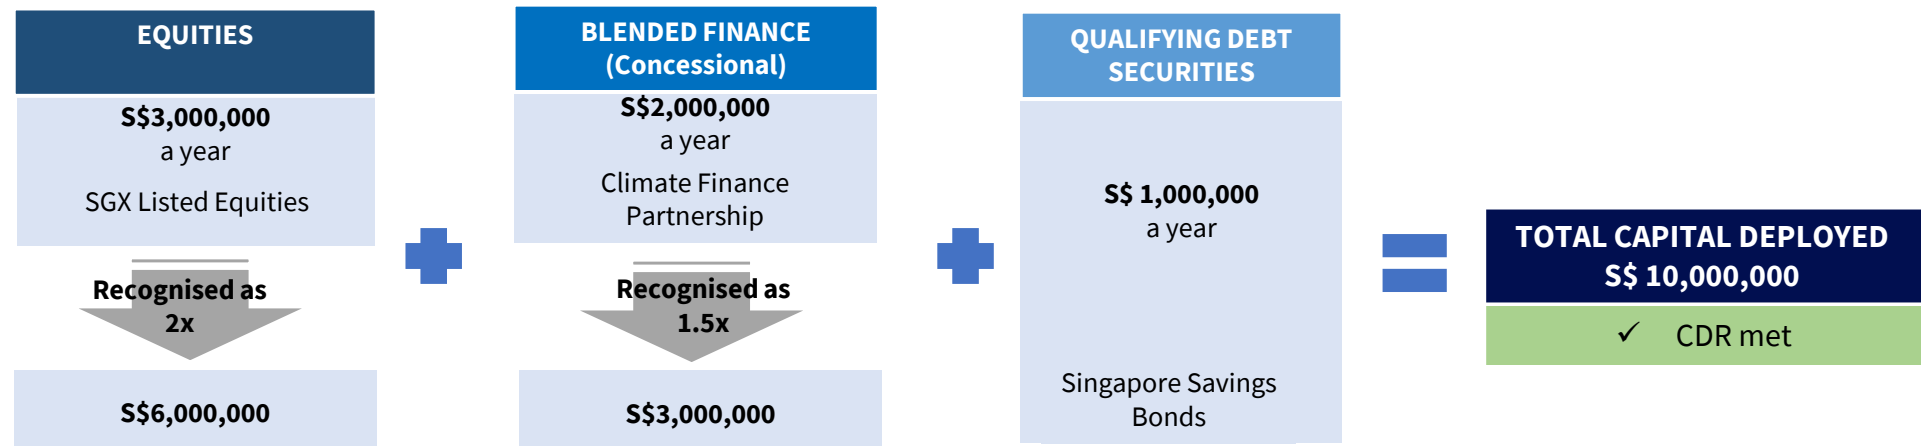 EQUITIES
S$3,000,000
a year
SGX Listed Equities
Recognised as
2x
S$6,000,000
BLENDED FINANCE
(Concessional)
S$2,000,000
a year
Climate Finance
Partnership
Recognised as
1.5x
S$3,000,000
QUALIFYING DEBT
SECURITIES
S$ 1,000,000
a year
Singapore Savings
Bonds
TOTAL CAPITAL DEPLOYED
S$ 10,000,000
✓ CDR met